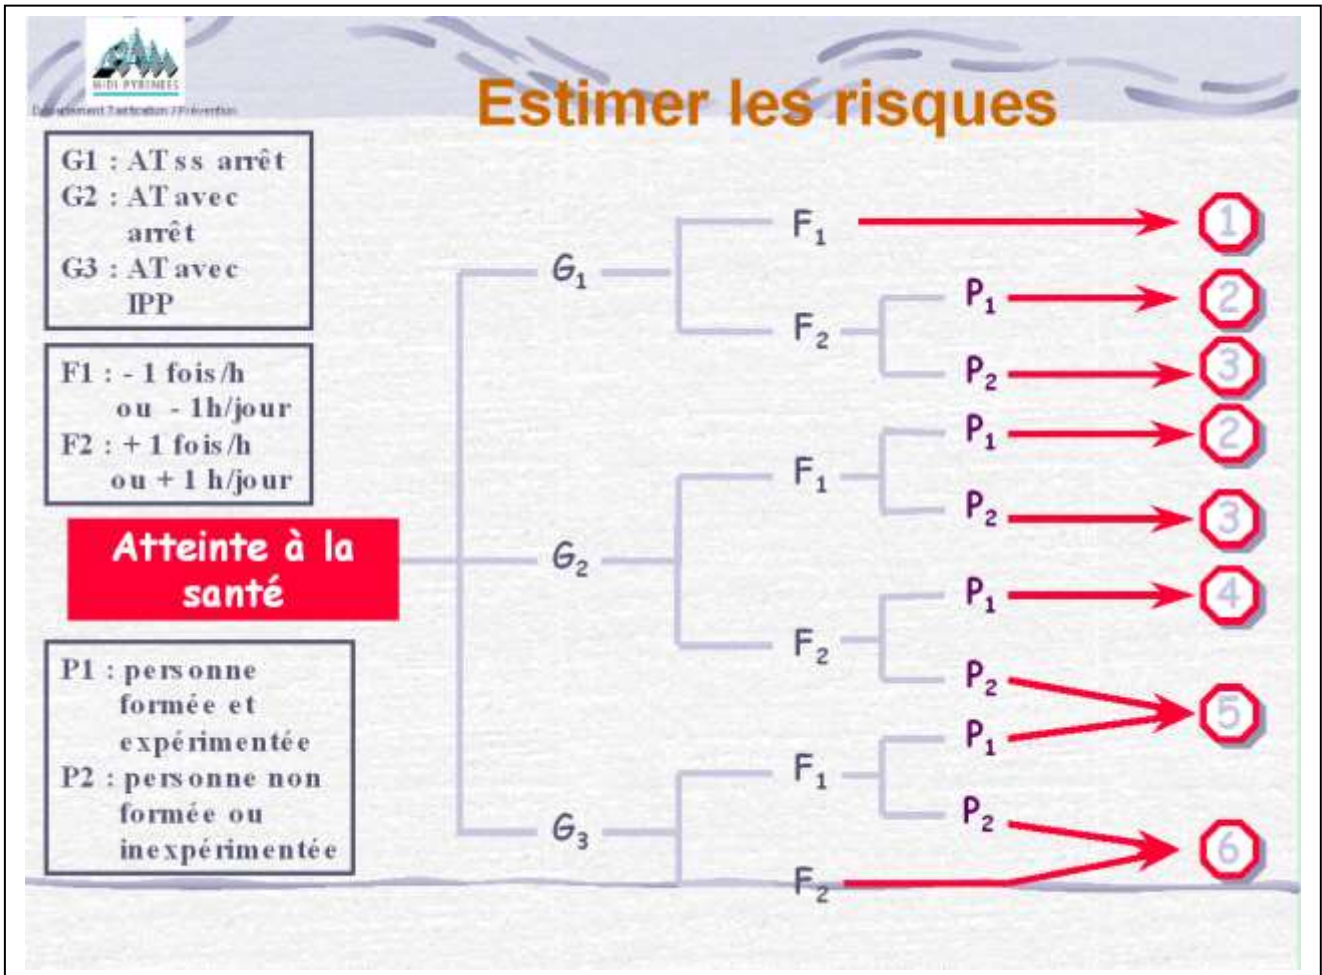 MIDI PYRENEES
Estimer les risques
G1 : AT ss arrêt
G2 : AT avec
arrêt
G3 : AT avec
IPP
F1 : - 1 fois/h
ou - 1h/jour
F2 : + 1 fois/h
ou + 1 h/jour
Atteinte à la
santé
P1 : personne
formée et
expérimentée
P2 : personne non
formée ou
inexpérimentée
G1
F1
1
F2
P1
2
P2
3
G2
F1
P1
2
P2
3
F2
P1
4
P2
5
G3
F1
P1
P2
6
F2